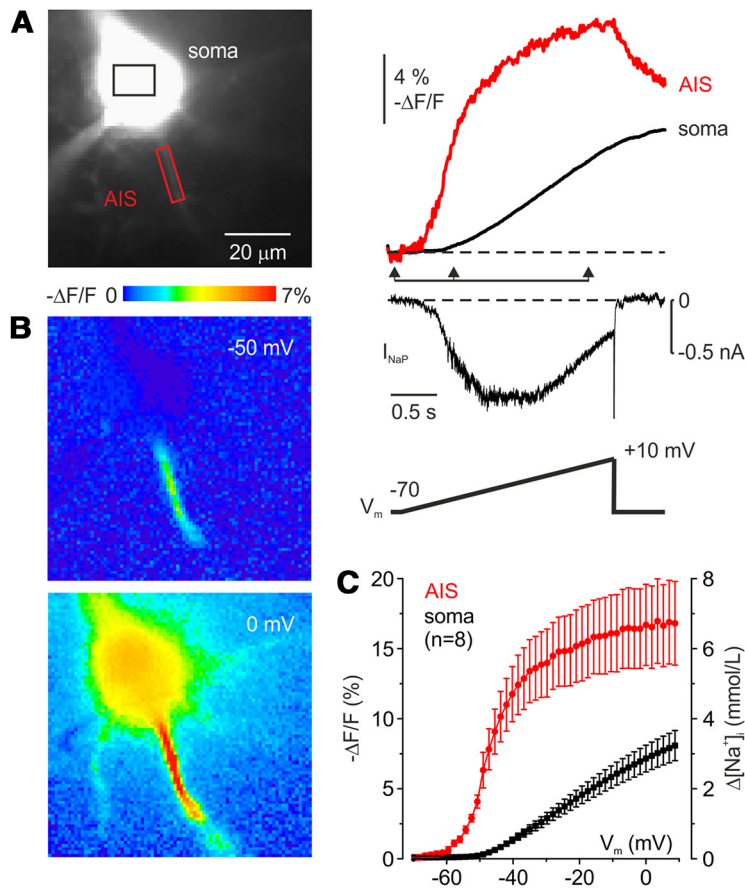 A
soma
AIS
20 μm
4 %
-ΔF/F
AIS
soma
0
-0.5 nA
I_NaP
0.5 s
+10 mV
-70
V_m
-ΔF/F 0 7%
B
-50 mV
0 mV
C
AIS
soma
(n=8)
20
15
10
5
0
-ΔF/F (%)
8
6
4
2
0
Δ[Na⁺]ᵢ (mmol/L)
V_m (mV)
-60 -40 -20 0